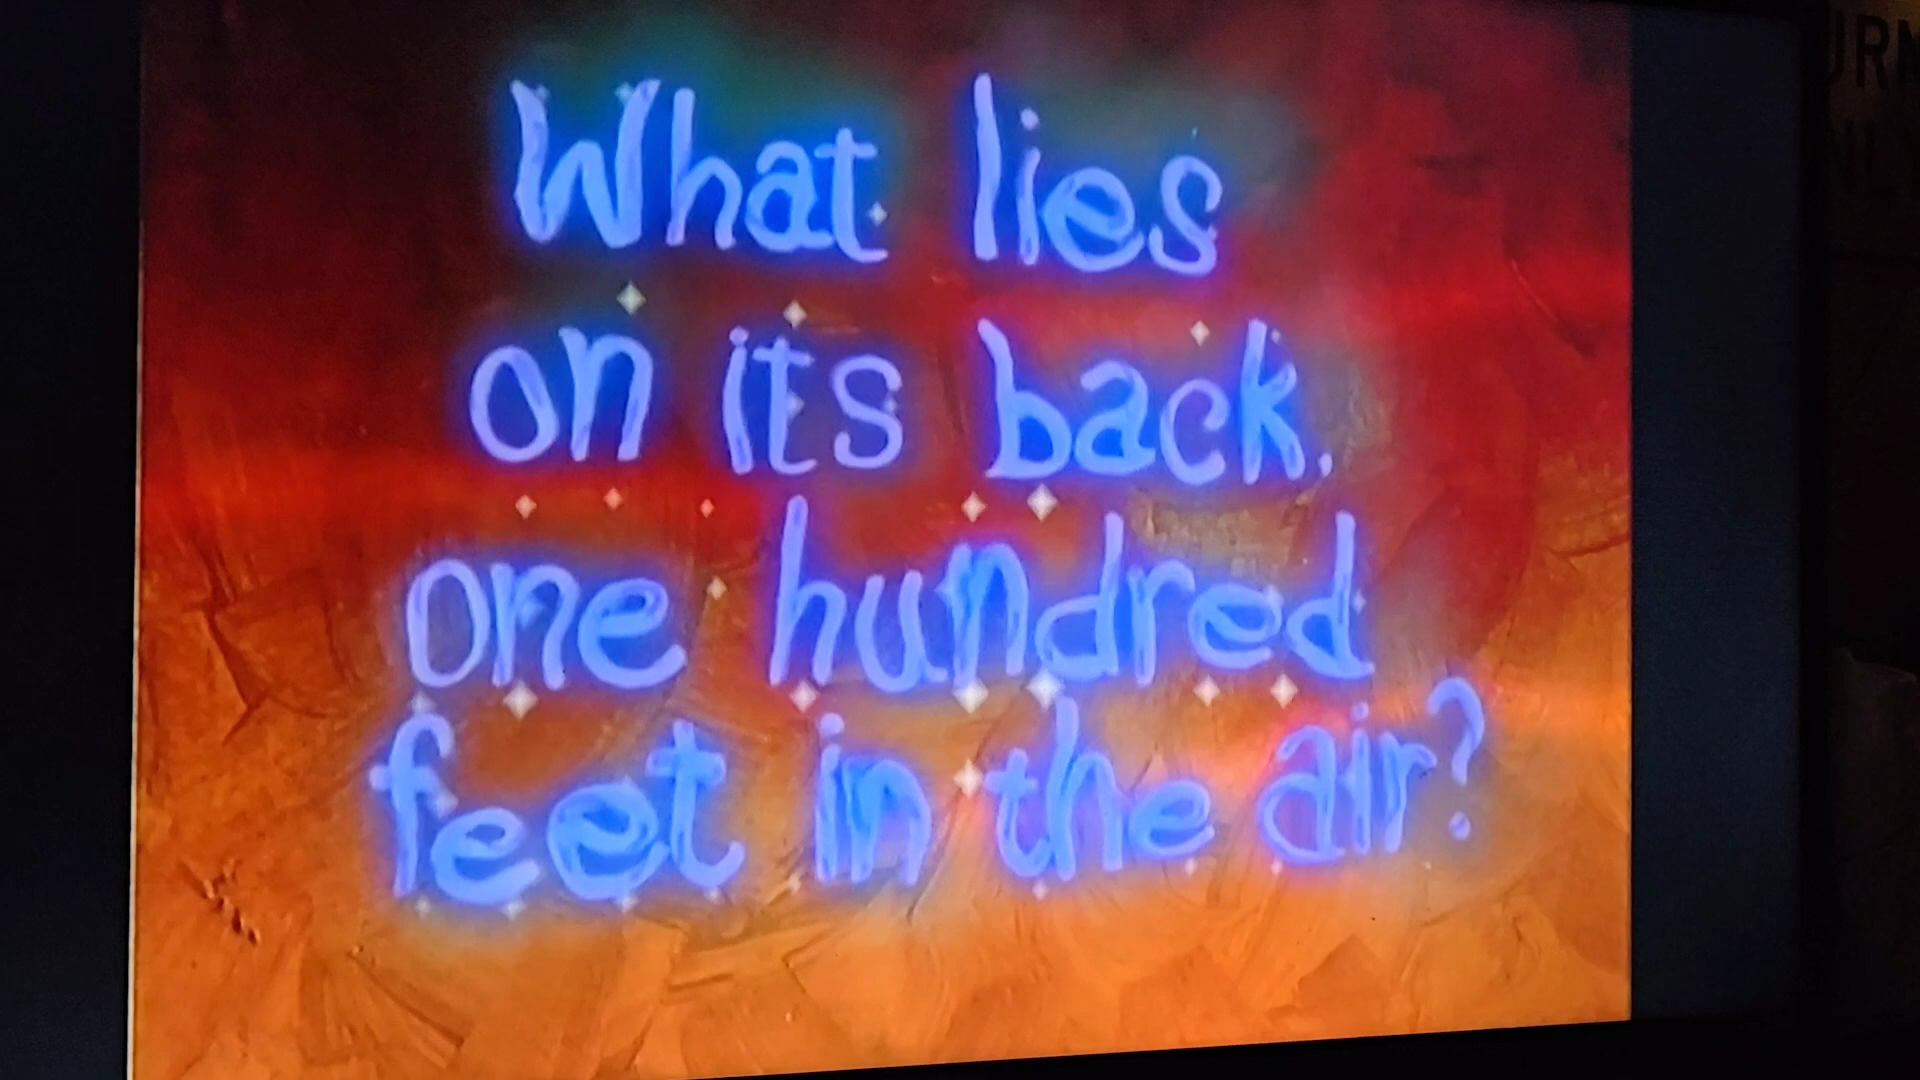 What lies
on its back,
one hundred
feet in the air?